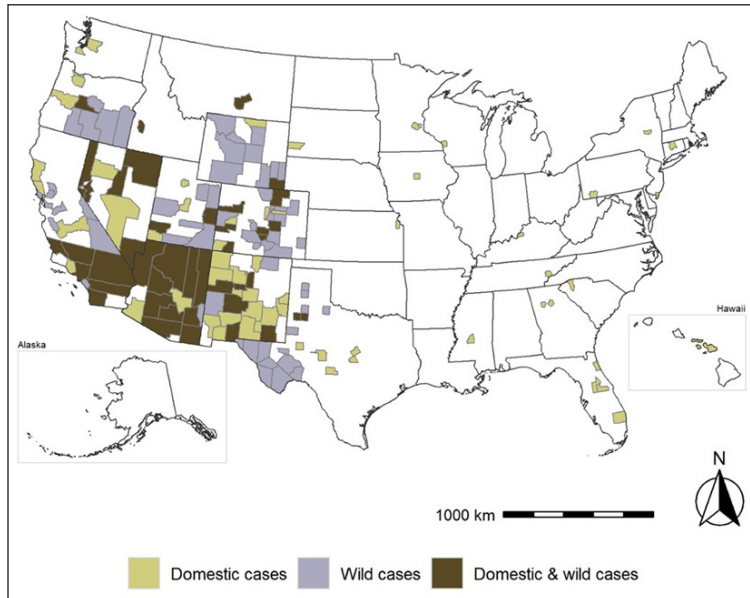 Hawaii
Alaska
N
1000 km
Domestic cases Wild cases Domestic & wild cases